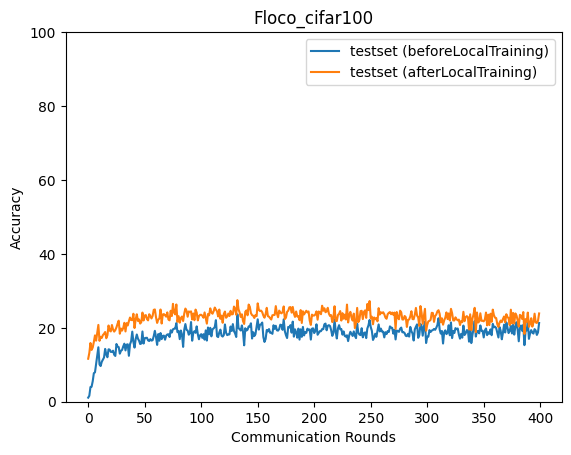 Floco_cifar100
testset (beforeLocalTraining)
testset (afterLocalTraining)
100
80
60
40
20
0
Accuracy
0 50 100 150 200 250 300 350 400
Communication Rounds